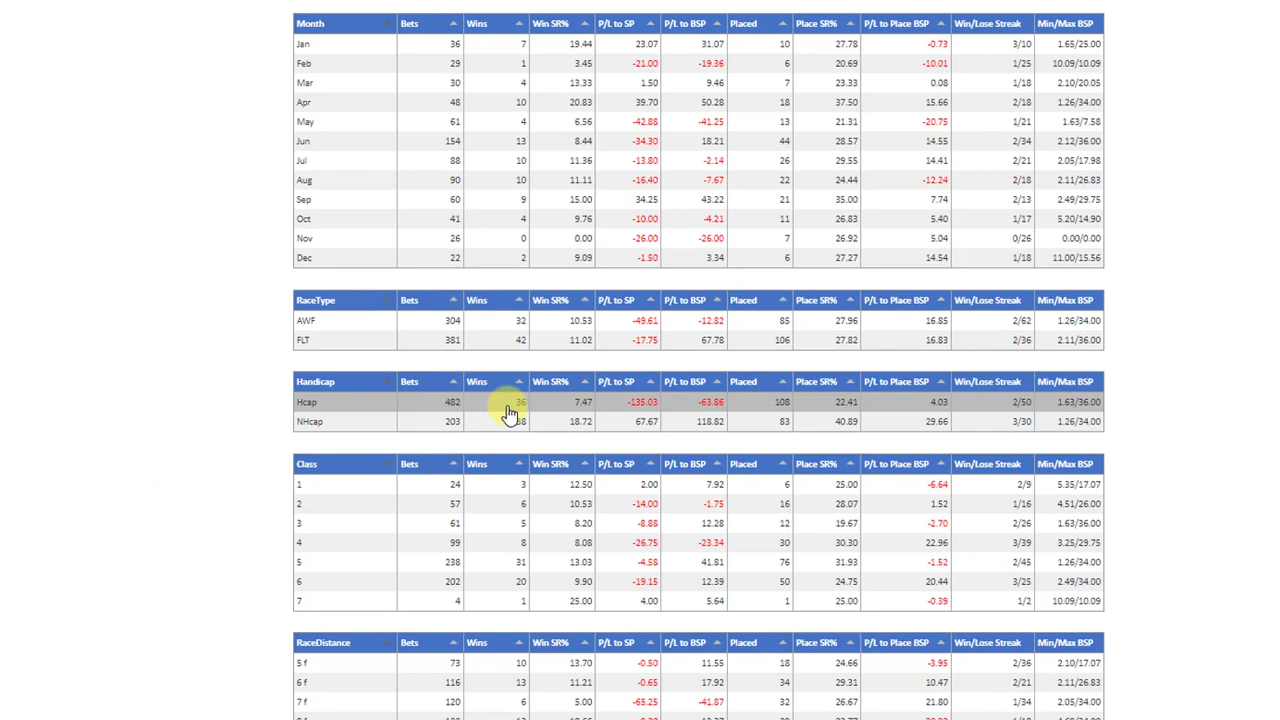 Month Bets Wins Win SR% P/L to SP P/L to BSP Placed Place SR% P/L to Place BSP Win/Lose Streak Min/Max BSP
Jan 36 7 19.44 23.07 31.07 10 27.78 -0.73 3/10 1.65/25.00
Feb 29 1 3.45 -21.00 -19.36 6 20.69 -10.01 1/25 10.09/10.09
Mar 30 4 13.33 1.50 9.46 7 23.33 0.08 1/18 2.10/20.05
Apr 48 10 20.83 39.70 50.28 18 37.50 15.66 2/18 1.26/34.00
May 61 4 6.56 -42.88 -41.25 13 21.31 -20.75 1/21 1.63/7.58
Jun 154 13 8.44 -34.30 18.21 44 28.57 14.55 2/34 2.12/36.00
Jul 88 10 11.36 -13.80 -2.14 26 29.55 14.41 2/21 2.05/17.98
Aug 90 10 11.11 -16.40 -7.67 22 24.44 -12.24 2/18 2.11/26.83
Sep 60 9 15.00 34.25 43.22 21 35.00 7.74 2/13 2.49/29.75
Oct 41 4 9.76 -10.00 -4.21 11 26.83 5.40 1/17 5.20/14.90
Nov 26 0 0.00 -26.00 -26.00 7 26.92 5.04 0/26 0.00/0.00
Dec 22 2 9.09 -1.50 3.34 6 27.27 14.54 1/18 11.00/15.56
RaceType Bets Wins Win SR% P/L to SP P/L to BSP Placed Place SR% P/L to Place BSP Win/Lose Streak Min/Max BSP
AWF 304 32 10.53 -49.61 -12.82 85 27.96 16.85 2/62 1.26/34.00
FLT 381 42 11.02 -17.75 67.78 106 27.82 16.83 2/36 2.11/36.00
Handicap Bets Wins Win SR% P/L to SP P/L to BSP Placed Place SR% P/L to Place BSP Win/Lose Streak Min/Max BSP
Hcap 482 36 7.47 -135.03 -63.86 108 22.41 4.03 2/50 1.63/36.00
NHcap 203 38 18.72 67.67 118.82 83 40.89 29.66 3/30 1.26/34.00
Class Bets Wins Win SR% P/L to SP P/L to BSP Placed Place SR% P/L to Place BSP Win/Lose Streak Min/Max BSP
1 24 3 12.50 2.00 7.92 6 25.00 -6.64 2/9 5.35/17.07
2 57 6 10.53 -14.00 -1.75 16 28.07 1.52 1/16 4.51/26.00
3 61 5 8.20 -8.88 12.28 12 19.67 -2.70 2/26 1.63/36.00
4 99 8 8.08 -26.75 -23.34 30 30.30 22.96 3/39 3.25/29.75
5 238 31 13.03 -4.58 41.81 76 31.93 -1.52 2/45 1.26/34.00
6 202 20 9.90 -19.15 12.39 50 24.75 20.44 3/25 2.49/34.00
7 4 1 25.00 4.00 5.64 1 25.00 -0.39 1/2 10.09/10.09
RaceDistance Bets Wins Win SR% P/L to SP P/L to BSP Placed Place SR% P/L to Place BSP Win/Lose Streak Min/Max BSP
5 f 73 10 13.70 -0.50 11.55 18 24.66 -3.95 2/36 2.10/17.07
6 f 116 13 11.21 -0.65 17.92 34 29.31 10.47 2/21 2.11/26.83
7 f 120 6 5.00 -65.25 -41.87 32 26.67 21.80 1/34 2.05/34.00